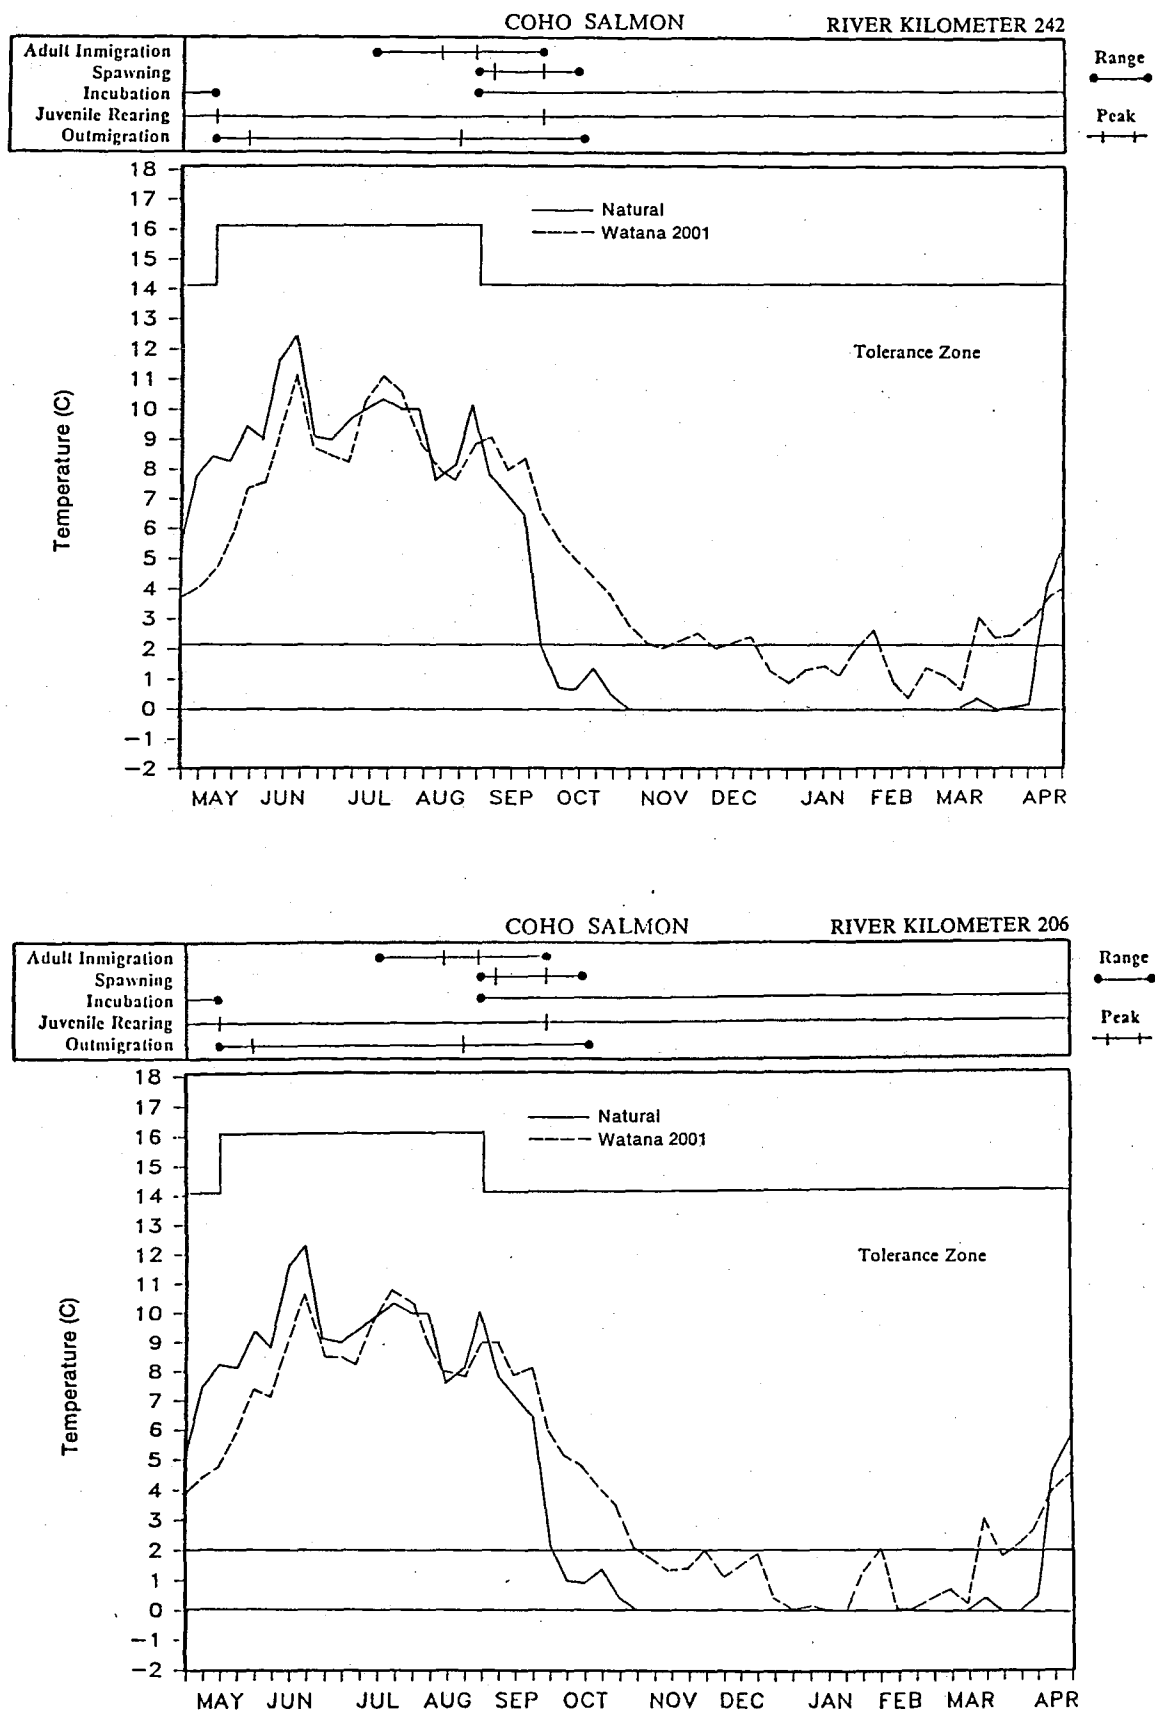 COHO SALMON RIVER KILOMETER 242
Adult Inmigration
Spawning
Incubation
Juvenile Rearing
Outmigration
Range
Peak
18
17
16
15
14
13
12
11
10
9
8
7
6
5
4
3
2
1
0
-1
-2
Temperature (C)
Natural
Watana 2001
Tolerance Zone
MAY JUN JUL AUG SEP OCT NOV DEC JAN FEB MAR APR
COHO SALMON RIVER KILOMETER 206
Adult Inmigration
Spawning
Incubation
Juvenile Rearing
Outmigration
Range
Peak
18
17
16
15
14
13
12
11
10
9
8
7
6
5
4
3
2
1
0
-1
-2
Temperature (C)
Natural
Watana 2001
Tolerance Zone
MAY JUN JUL AUG SEP OCT NOV DEC JAN FEB MAR APR